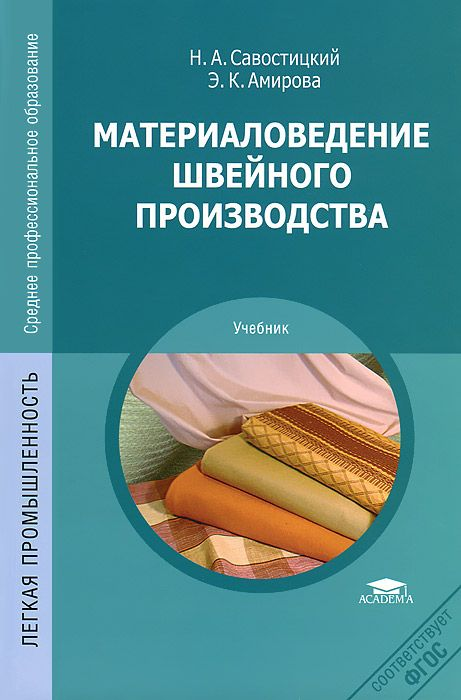 Н. А. Савостицкий
Э. К. Амирова
МАТЕРИАЛОВЕДЕНИЕ
ШВЕЙНОГО
ПРОИЗВОДСТВА
Учебник
Среднее профессиональное образование
ЛЕГКАЯ ПРОМЫШЛЕННОСТЬ
ACADEMA
соответствует
ФГОС